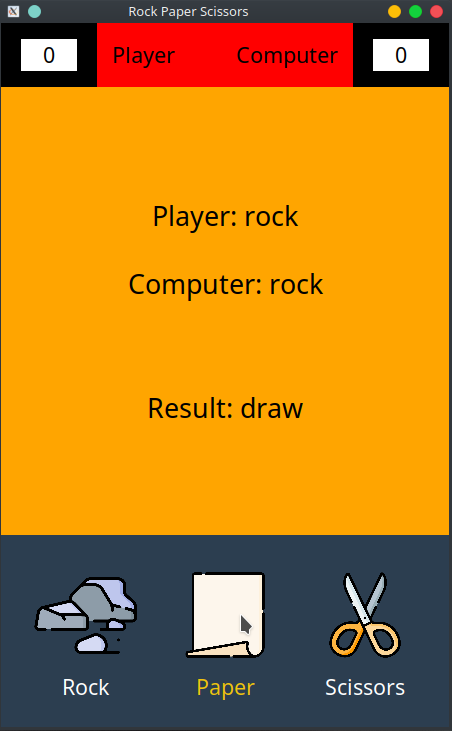 Rock Paper Scissors
0 Player Computer 0
Player: rock
Computer: rock
Result: draw
Rock Paper Scissors